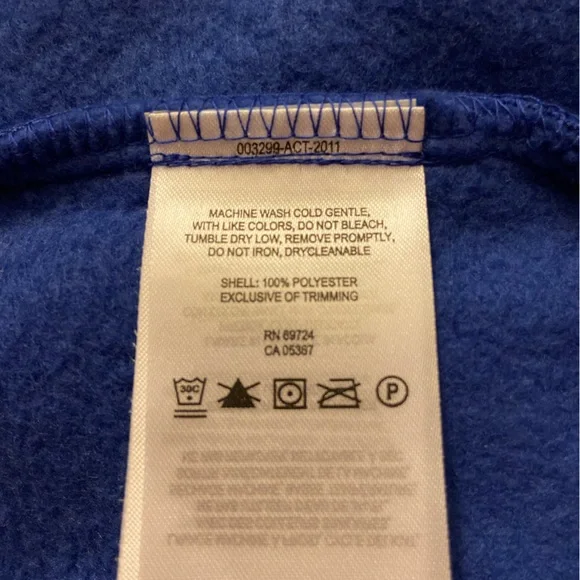 003299-ACT-2011
MACHINE WASH COLD GENTLE,
WITH LIKE COLORS, DO NOT BLEACH,
TUMBLE DRY LOW, REMOVE PROMPTLY,
DO NOT IRON, DRYCLEANABLE
SHELL: 100% POLYESTER
EXCLUSIVE OF TRIMMING
RN 69724
CA 05367
30C
P